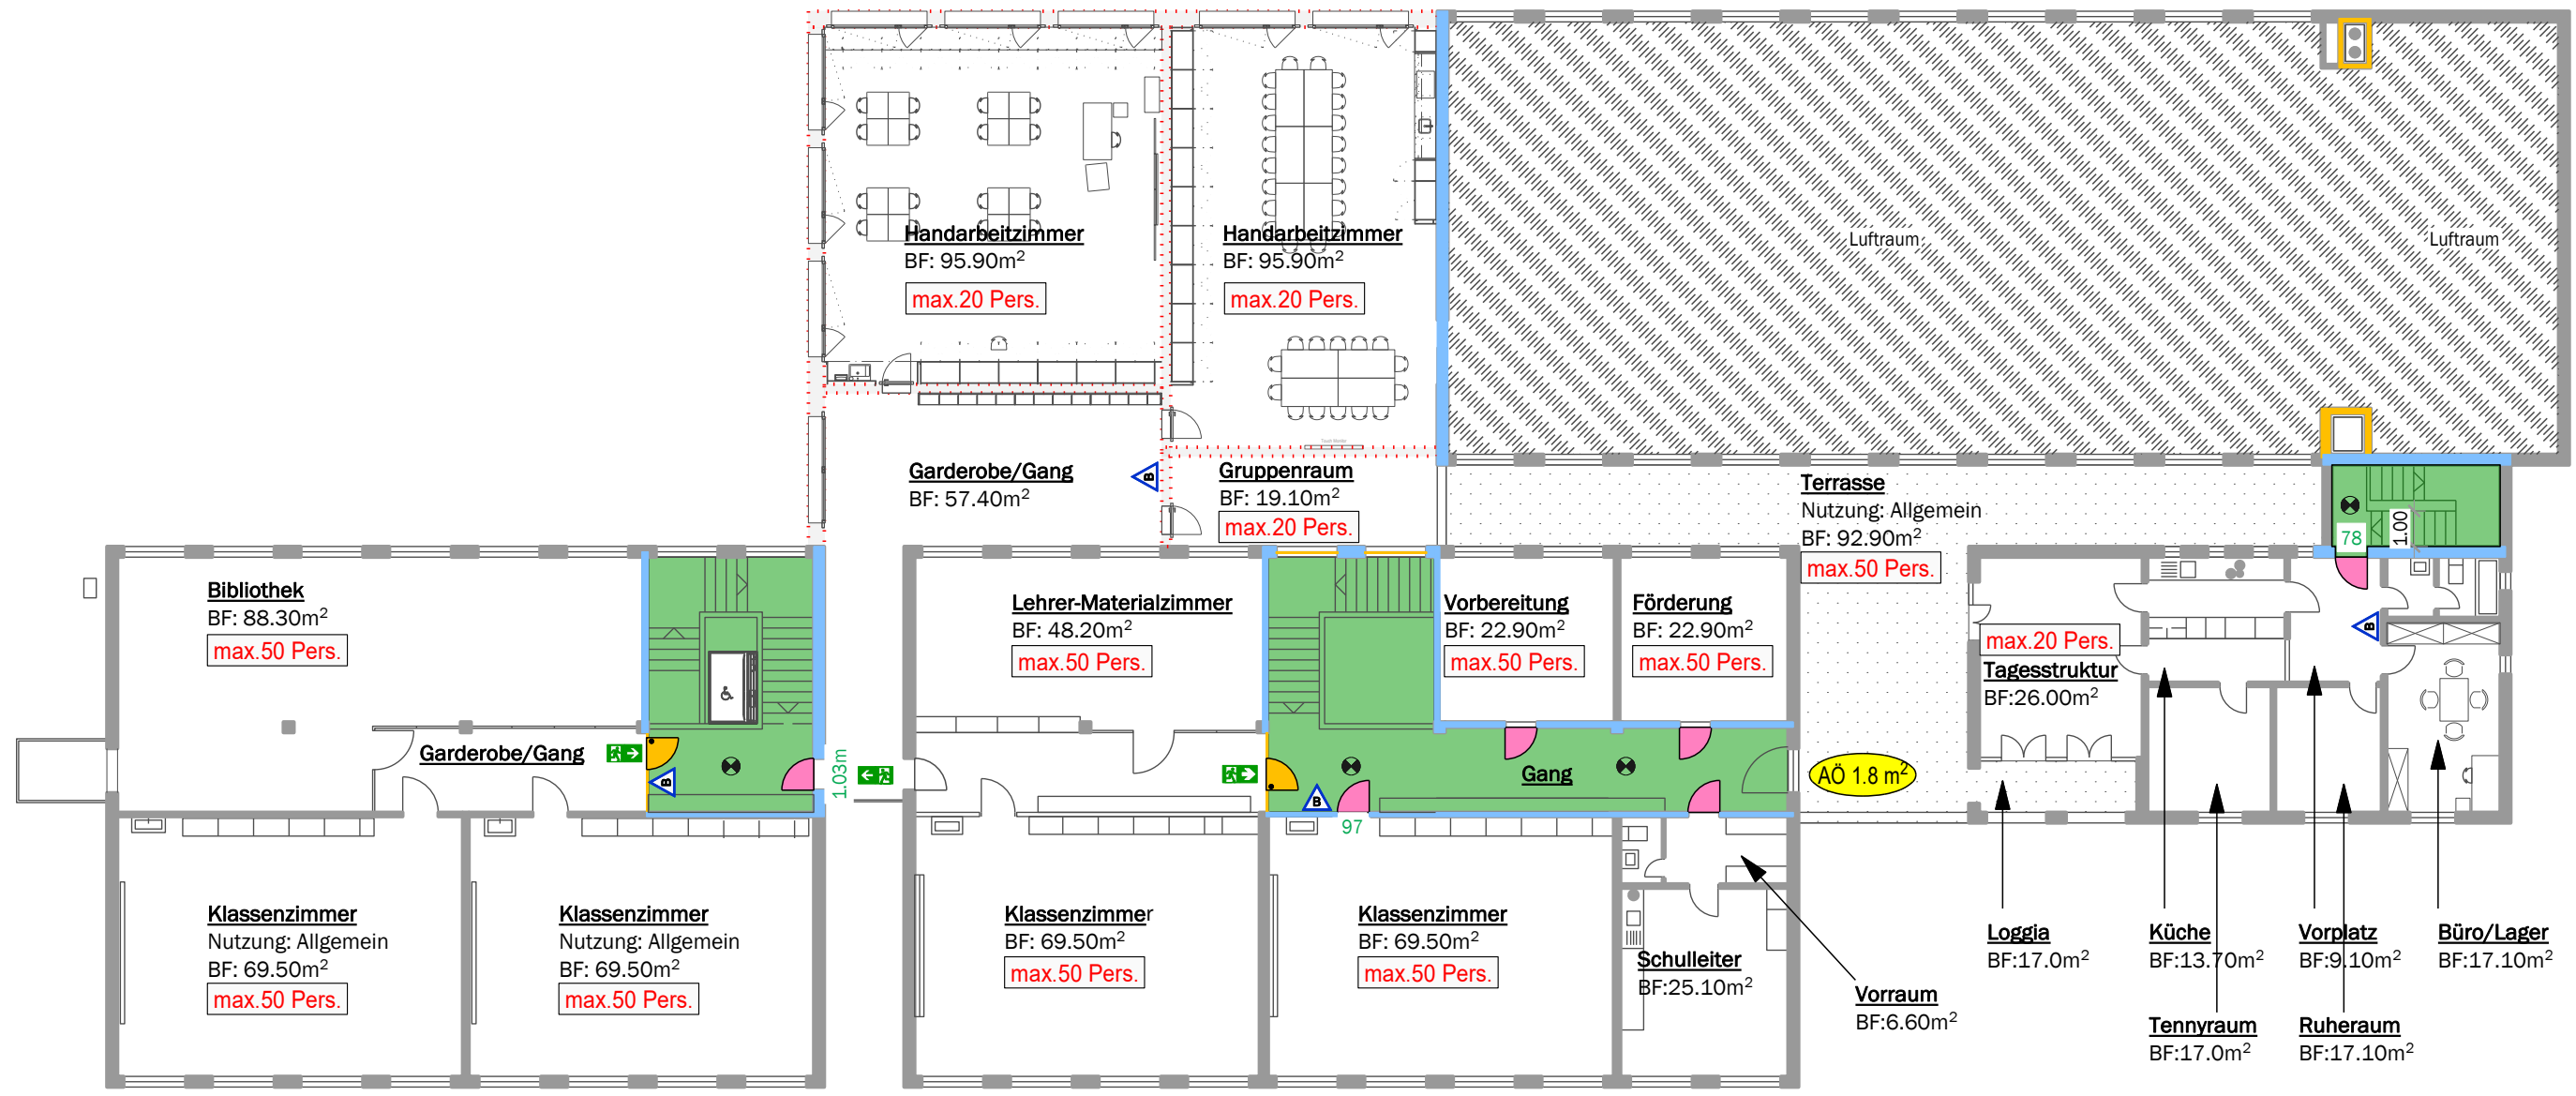 Handarbeitzimmer
BF: 95.90m²
max.20 Pers.
Handarbeitzimmer
BF: 95.90m²
max.20 Pers.
Luftraum
Luftraum
Garderobe/Gang
BF: 57.40m²
B
Gruppenraum
BF: 19.10m²
max.20 Pers.
Terrasse
Nutzung: Allgemein
BF: 92.90m²
max.50 Pers.
78
1.00
Bibliothek
BF: 88.30m²
max.50 Pers.
Lehrer-Materialzimmer
BF: 48.20m²
max.50 Pers.
Vorbereitung
BF: 22.90m²
max.50 Pers.
Förderung
BF: 22.90m²
max.50 Pers.
max.20 Pers.
Tagesstruktur
BF:26.00m²
B
Garderobe/Gang
B
1.03m
B
Gang
AÖ 1.8 m²
97
Klassenzimmer
Nutzung: Allgemein
BF: 69.50m²
max.50 Pers.
Klassenzimmer
Nutzung: Allgemein
BF: 69.50m²
max.50 Pers.
Klassenzimmer
BF: 69.50m²
max.50 Pers.
Klassenzimmer
BF: 69.50m²
max.50 Pers.
Schulleiter
BF:25.10m²
Vorraum
BF:6.60m²
Loggia
BF:17.0m²
Küche
BF:13.70m²
Vorplatz
BF:9.10m²
Büro/Lager
BF:17.10m²
Tennyraum
BF:17.0m²
Ruheraum
BF:17.10m²